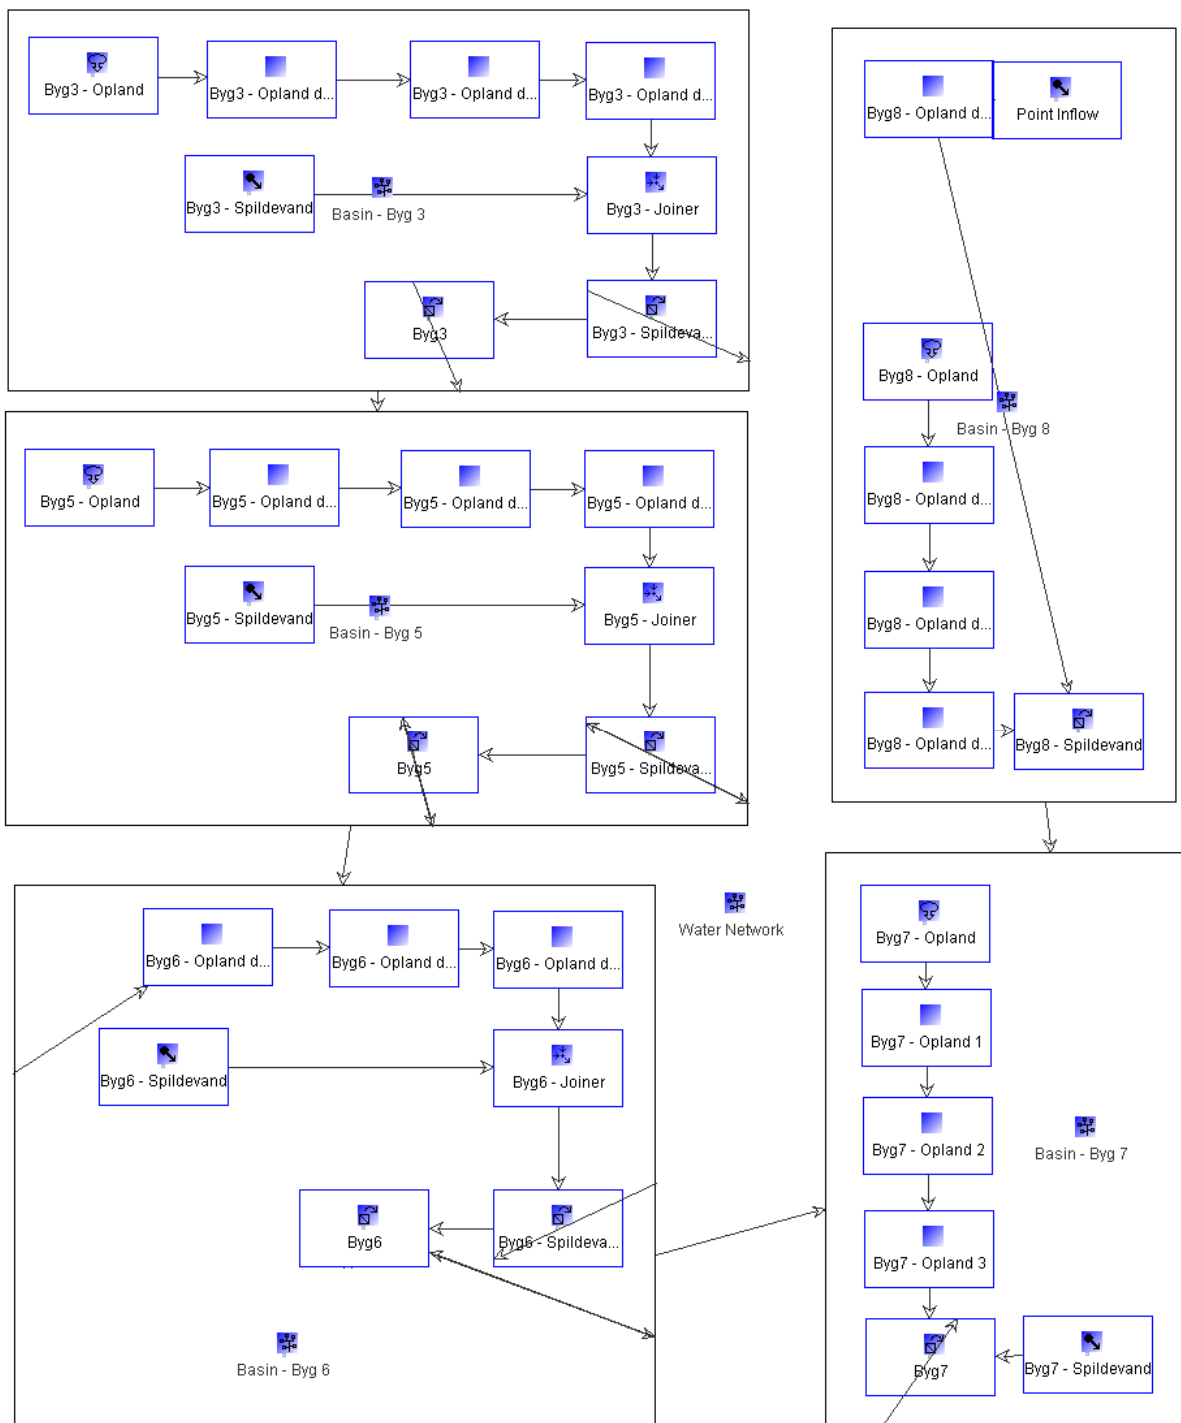 Byg3 - Opland
Byg3 - Opland d...
Byg3 - Opland d...
Byg3 - Opland d...
Byg3 - Spildevand
Basin - Byg 3
Byg3 - Joiner
Byg3
Byg3 - Spildeva...
Byg5 - Opland
Byg5 - Opland d...
Byg5 - Opland d...
Byg5 - Opland d...
Byg5 - Spildevand
Basin - Byg 5
Byg5 - Joiner
Byg5
Byg5 - Spildeva...
Byg6 - Opland d...
Byg6 - Opland d...
Byg6 - Opland d...
Byg6 - Spildevand
Byg6 - Joiner
Byg6
Byg6 - Spildeva...
Basin - Byg 6
Water Network
Byg8 - Opland d...
Point Inflow
Byg8 - Opland
Basin - Byg 8
Byg8 - Opland d...
Byg8 - Opland d...
Byg8 - Opland d...
Byg8 - Spildevand
Byg7 - Opland
Byg7 - Opland 1
Byg7 - Opland 2
Basin - Byg 7
Byg7 - Opland 3
Byg7
Byg7 - Spildevand